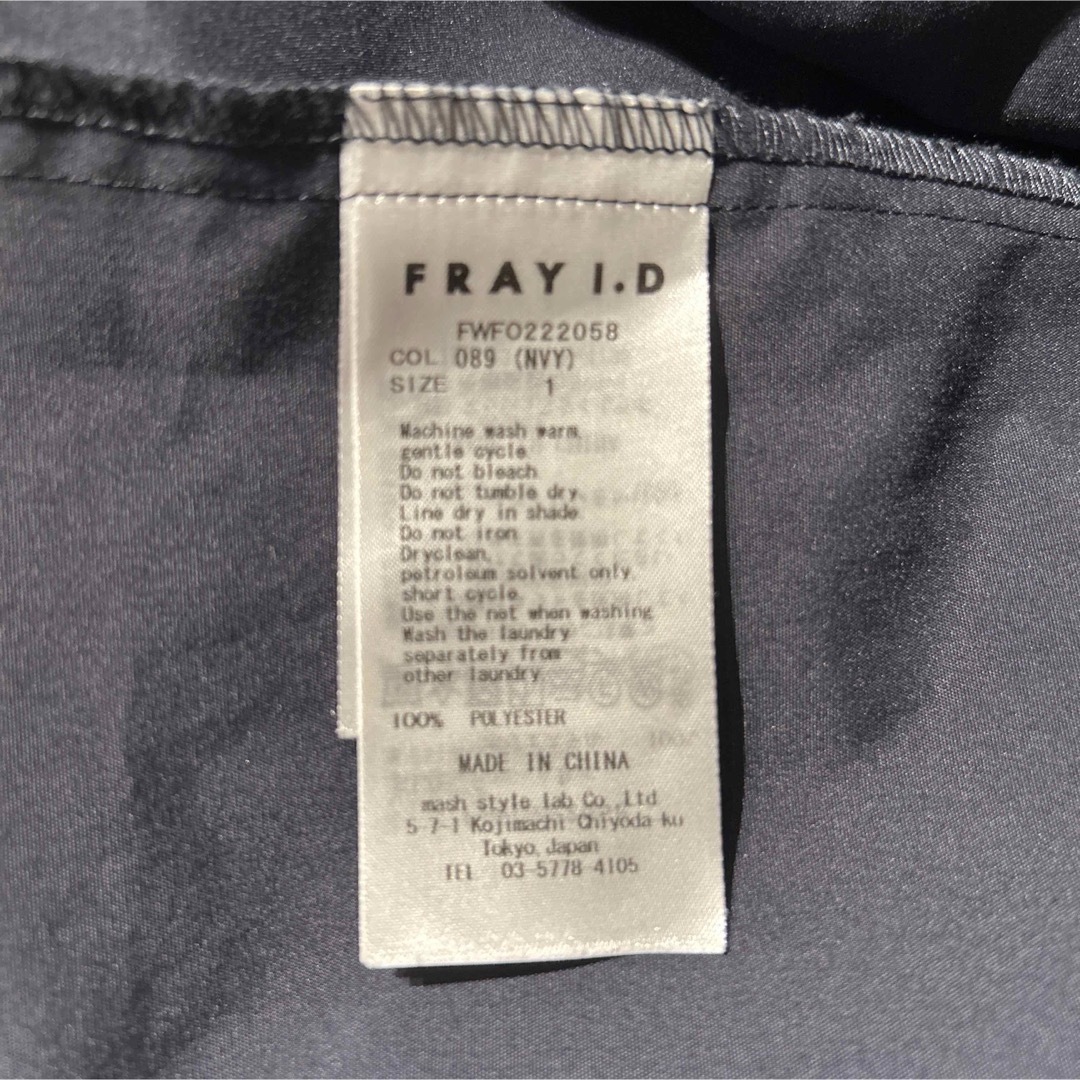 FRAY I.D
FWFO222058
COL 089 (NVY)
SIZE 1
Machine wash warm,
gentle cycle.
Do not bleach.
Do not tumble dry.
Line dry in shade.
Do not iron.
Dryclean,
petroleum solvent only,
short cycle.
Use the net when washing.
Wash the laundry
separately from
other laundry.
100% POLYESTER
MADE IN CHINA
mash style lab Co.,Ltd
5-7-1 Kojimachi Chiyoda-ku
Tokyo,Japan
TEL 03-5778-4105